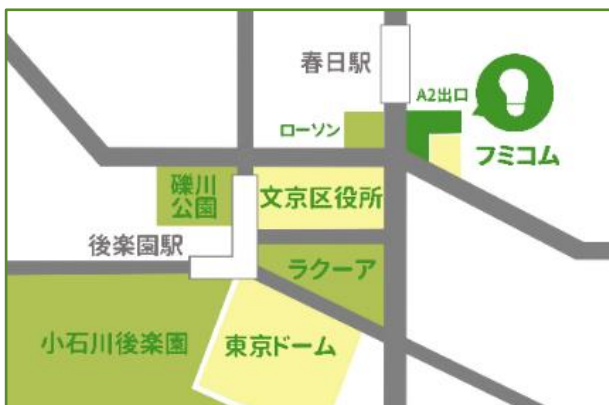 春日駅
A2出口
ローソン
フミコム
礫川
公園
文京区役所
後楽園駅
ラクーア
小石川後楽園
東京ドーム